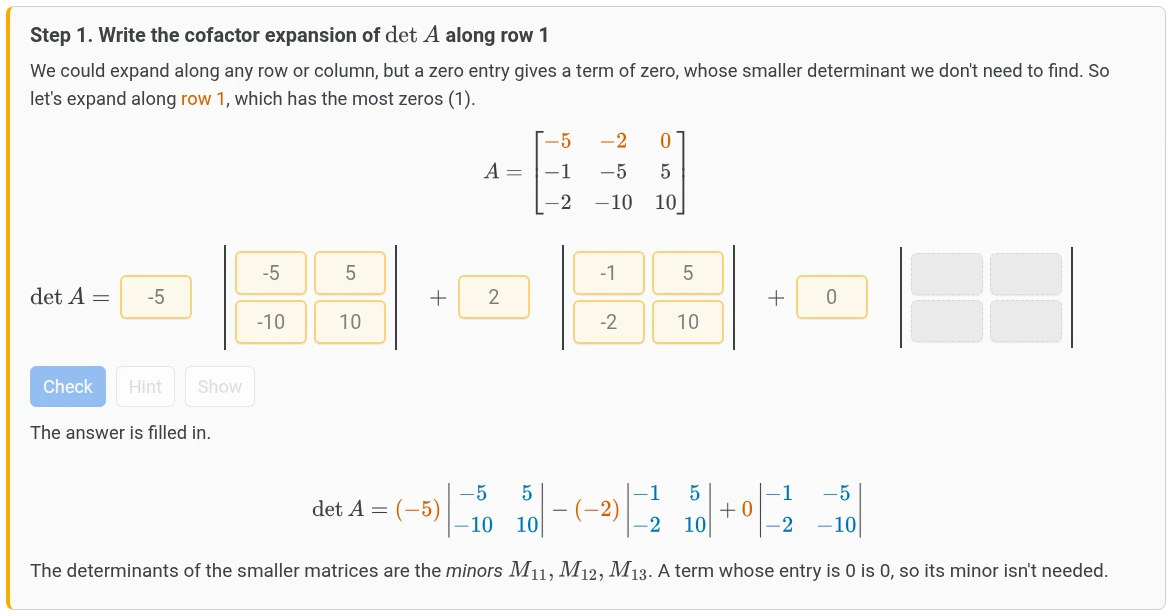 Step 1. Write the cofactor expansion of det A along row 1
We could expand along any row or column, but a zero entry gives a term of zero, whose smaller determinant we don't need to find. So
let's expand along row 1, which has the most zeros (1).
−5 −2 0
A = −1 −5 5
−2 −10 10
-5 5 -1 5
det A = -5 + 2 + 0
-10 10 -2 10
Check Hint Show
The answer is filled in.
−5 5 −1 5 −1 −5
det A = (−5) − (−2) + 0
−10 10 −2 10 −2 −10
The determinants of the smaller matrices are the minors M11, M12, M13. A term whose entry is 0 is 0, so its minor isn't needed.